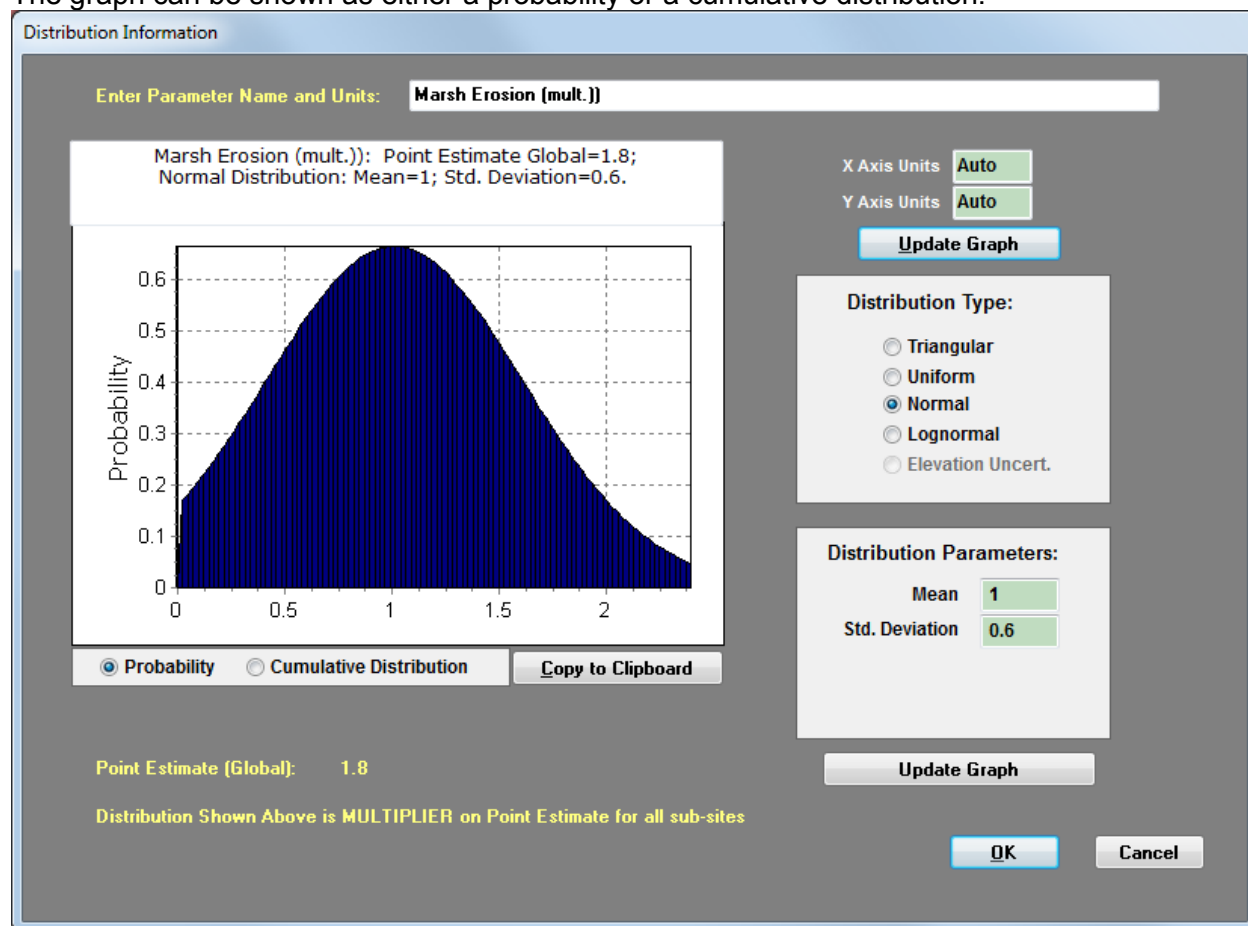 The graph can be shown as either a probability or a cumulative distribution.
Distribution Information
Enter Parameter Name and Units: Marsh Erosion (mult.))
Marsh Erosion (mult.)): Point Estimate Global=1.8;
Normal Distribution: Mean=1; Std. Deviation=0.6.
X Axis Units Auto
Y Axis Units Auto
Update Graph
Probability
0.6
0.5
0.4
0.3
0.2
0.1
0
0 0.5 1 1.5 2
Distribution Type:
Triangular
Uniform
Normal
Lognormal
Elevation Uncert.
Distribution Parameters:
Mean 1
Std. Deviation 0.6
Probability Cumulative Distribution Copy to Clipboard
Update Graph
Point Estimate (Global): 1.8
Distribution Shown Above is MULTIPLIER on Point Estimate for all sub-sites
OK Cancel